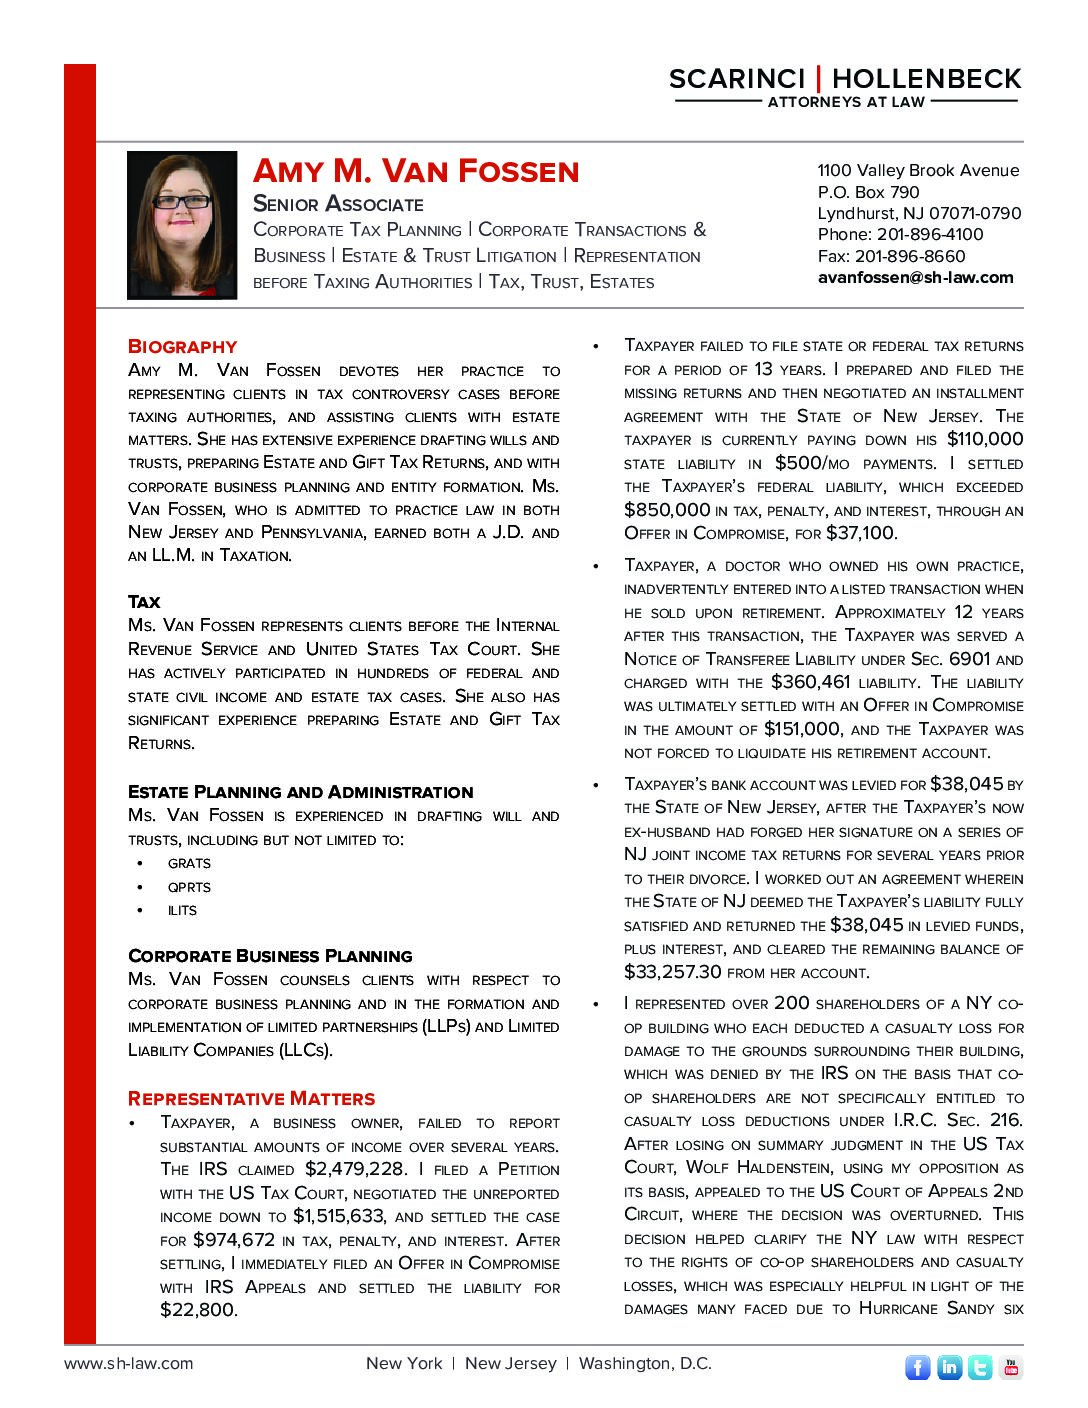 SCARINCI | HOLLENBECK
ATTORNEYS AT LAW
Amy M. Van Fossen
Senior Associate
Corporate Tax Planning | Corporate Transactions &
Business | Estate & Trust Litigation | Representation
before Taxing Authorities | Tax, Trust, Estates
1100 Valley Brook Avenue
P.O. Box 790
Lyndhurst, NJ 07071-0790
Phone: 201-896-4100
Fax: 201-896-8660
avanfossen@sh-law.com
Biography
Amy M. Van Fossen devotes her practice to
representing clients in tax controversy cases before
taxing authorities, and assisting clients with estate
matters. She has extensive experience drafting wills and
trusts, preparing Estate and Gift Tax Returns, and with
corporate business planning and entity formation. Ms.
Van Fossen, who is admitted to practice law in both
New Jersey and Pennsylvania, earned both a J.D. and
an LL.M. in Taxation.
Tax
Ms. Van Fossen represents clients before the Internal
Revenue Service and United States Tax Court. She
has actively participated in hundreds of federal and
state civil income and estate tax cases. She also has
significant experience preparing Estate and Gift Tax
Returns.
Estate Planning and Administration
Ms. Van Fossen is experienced in drafting will and
trusts, including but not limited to:
• grats
• qprts
• ilits
Corporate Business Planning
Ms. Van Fossen counsels clients with respect to
corporate business planning and in the formation and
implementation of limited partnerships (LLPs) and Limited
Liability Companies (LLCs).
Representative Matters
• Taxpayer, a business owner, failed to report
substantial amounts of income over several years.
The IRS claimed $2,479,228. I filed a Petition
with the US Tax Court, negotiated the unreported
income down to $1,515,633, and settled the case
for $974,672 in tax, penalty, and interest. After
settling, I immediately filed an Offer in Compromise
with IRS Appeals and settled the liability for
$22,800.
• Taxpayer failed to file state or federal tax returns
for a period of 13 years. I prepared and filed the
missing returns and then negotiated an installment
agreement with the State of New Jersey. The
taxpayer is currently paying down his $110,000
state liability in $500/mo payments. I settled
the Taxpayer's federal liability, which exceeded
$850,000 in tax, penalty, and interest, through an
Offer in Compromise, for $37,100.
• Taxpayer, a doctor who owned his own practice,
inadvertently entered into a listed transaction when
he sold upon retirement. Approximately 12 years
after this transaction, the Taxpayer was served a
Notice of Transferee Liability under Sec. 6901 and
charged with the $360,461 liability. The liability
was ultimately settled with an Offer in Compromise
in the amount of $151,000, and the Taxpayer was
not forced to liquidate his retirement account.
• Taxpayer's bank account was levied for $38,045 by
the State of New Jersey, after the Taxpayer's now
ex-husband had forged her signature on a series of
NJ joint income tax returns for several years prior
to their divorce. I worked out an agreement wherein
the State of NJ deemed the Taxpayer's liability fully
satisfied and returned the $38,045 in levied funds,
plus interest, and cleared the remaining balance of
$33,257.30 from her account.
• I represented over 200 shareholders of a NY co-
op building who each deducted a casualty loss for
damage to the grounds surrounding their building,
which was denied by the IRS on the basis that co-
op shareholders are not specifically entitled to
casualty loss deductions under I.R.C. Sec. 216.
After losing on summary judgment in the US Tax
Court, Wolf Haldenstein, using my opposition as
its basis, appealed to the US Court of Appeals 2nd
Circuit, where the decision was overturned. This
decision helped clarify the NY law with respect
to the rights of co-op shareholders and casualty
losses, which was especially helpful in light of the
damages many faced due to Hurricane Sandy six
www.sh-law.com
New York | New Jersey | Washington, D.C.
f
in
t
You Tube